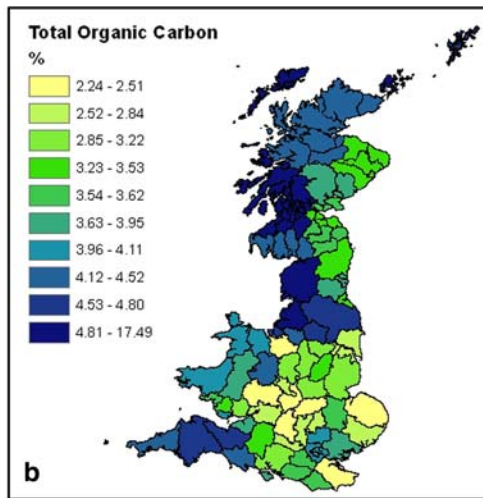 Total Organic Carbon
%
2.24 - 2.51
2.52 - 2.84
2.85 - 3.22
3.23 - 3.53
3.54 - 3.62
3.63 - 3.95
3.96 - 4.11
4.12 - 4.52
4.53 - 4.80
4.81 - 17.49
b